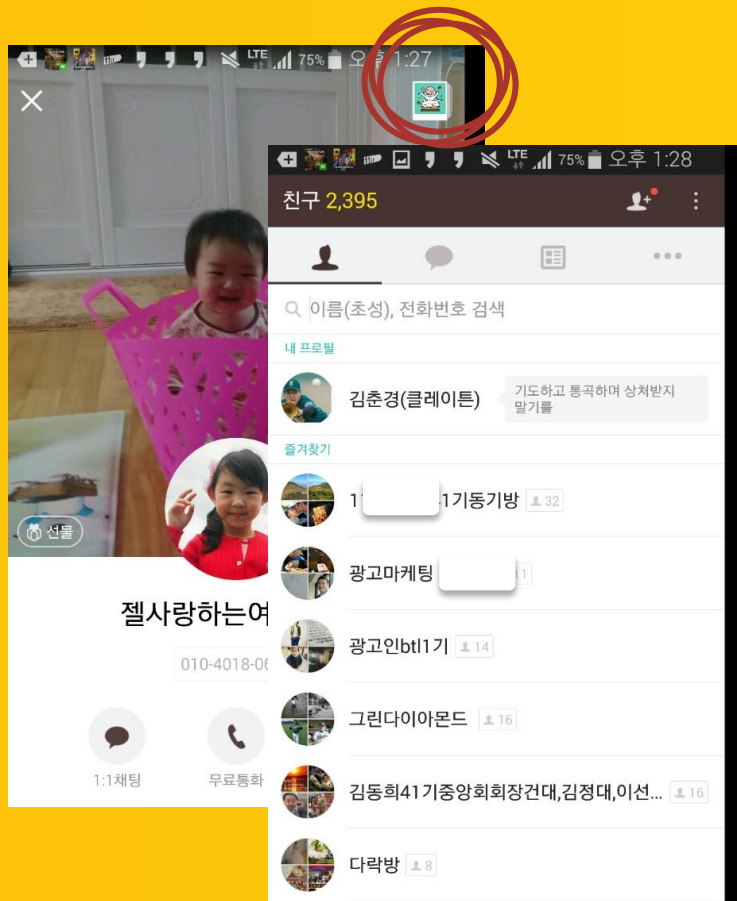 LTE 75% 오후 1:27
선물
젤사랑하는여
010-4018-06
1:1채팅
무료통화
LTE 75% 오후 1:28
친구 2,395
이름(초성), 전화번호 검색
내 프로필
김춘경(클레이튼)
기도하고 통곡하며 상처받지
말기를
즐겨찾기
1기동기방 32
광고마케팅
광고인btl1기 14
그린다이아몬드 16
김동희41기중앙회회장건대,김정대,이선... 16
다락방 8